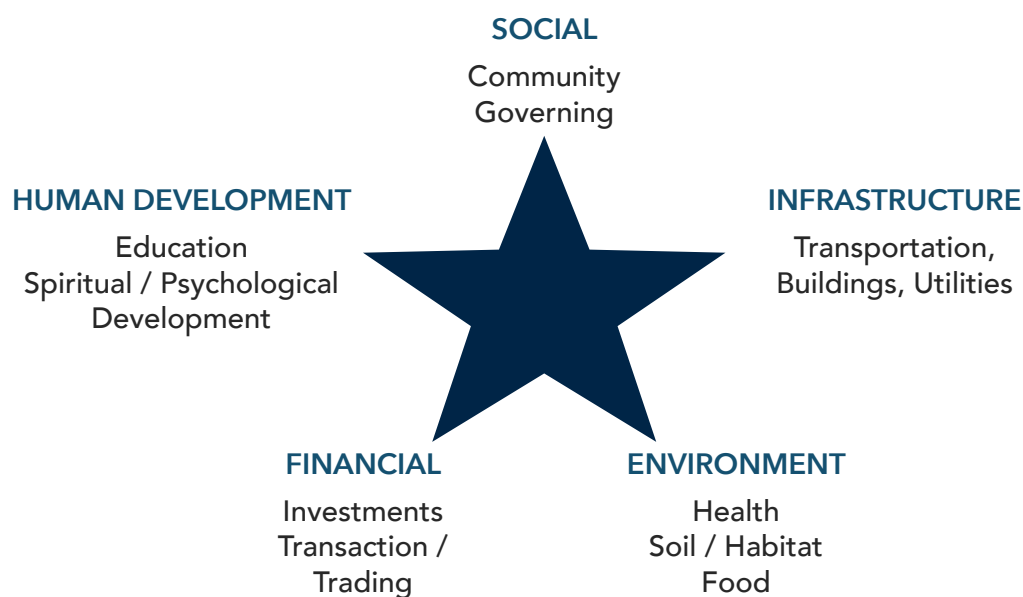 SOCIAL
Community
Governing
HUMAN DEVELOPMENT
Education
Spiritual / Psychological
Development
INFRASTRUCTURE
Transportation,
Buildings, Utilities
FINANCIAL
Investments
Transaction /
Trading
ENVIRONMENT
Health
Soil / Habitat
Food